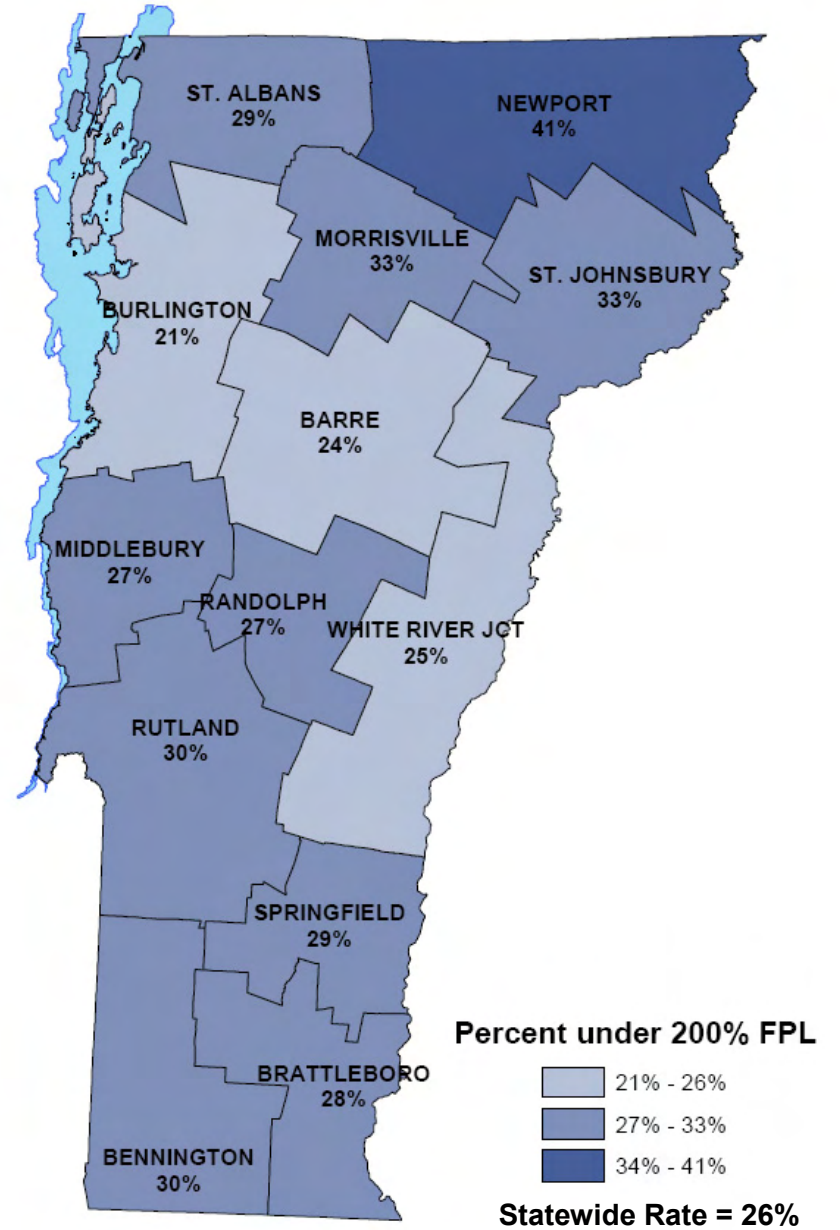 ST. ALBANS
29%
NEWPORT
41%
MORRISVILLE
33%
ST. JOHNSBURY
33%
BURLINGTON
21%
BARRE
24%
MIDDLEBURY
27%
RANDOLPH
27%
WHITE RIVER JCT
25%
RUTLAND
30%
SPRINGFIELD
29%
BRATTLEBORO
28%
BENNINGTON
30%
Percent under 200% FPL
21% - 26%
27% - 33%
34% - 41%
Statewide Rate = 26%